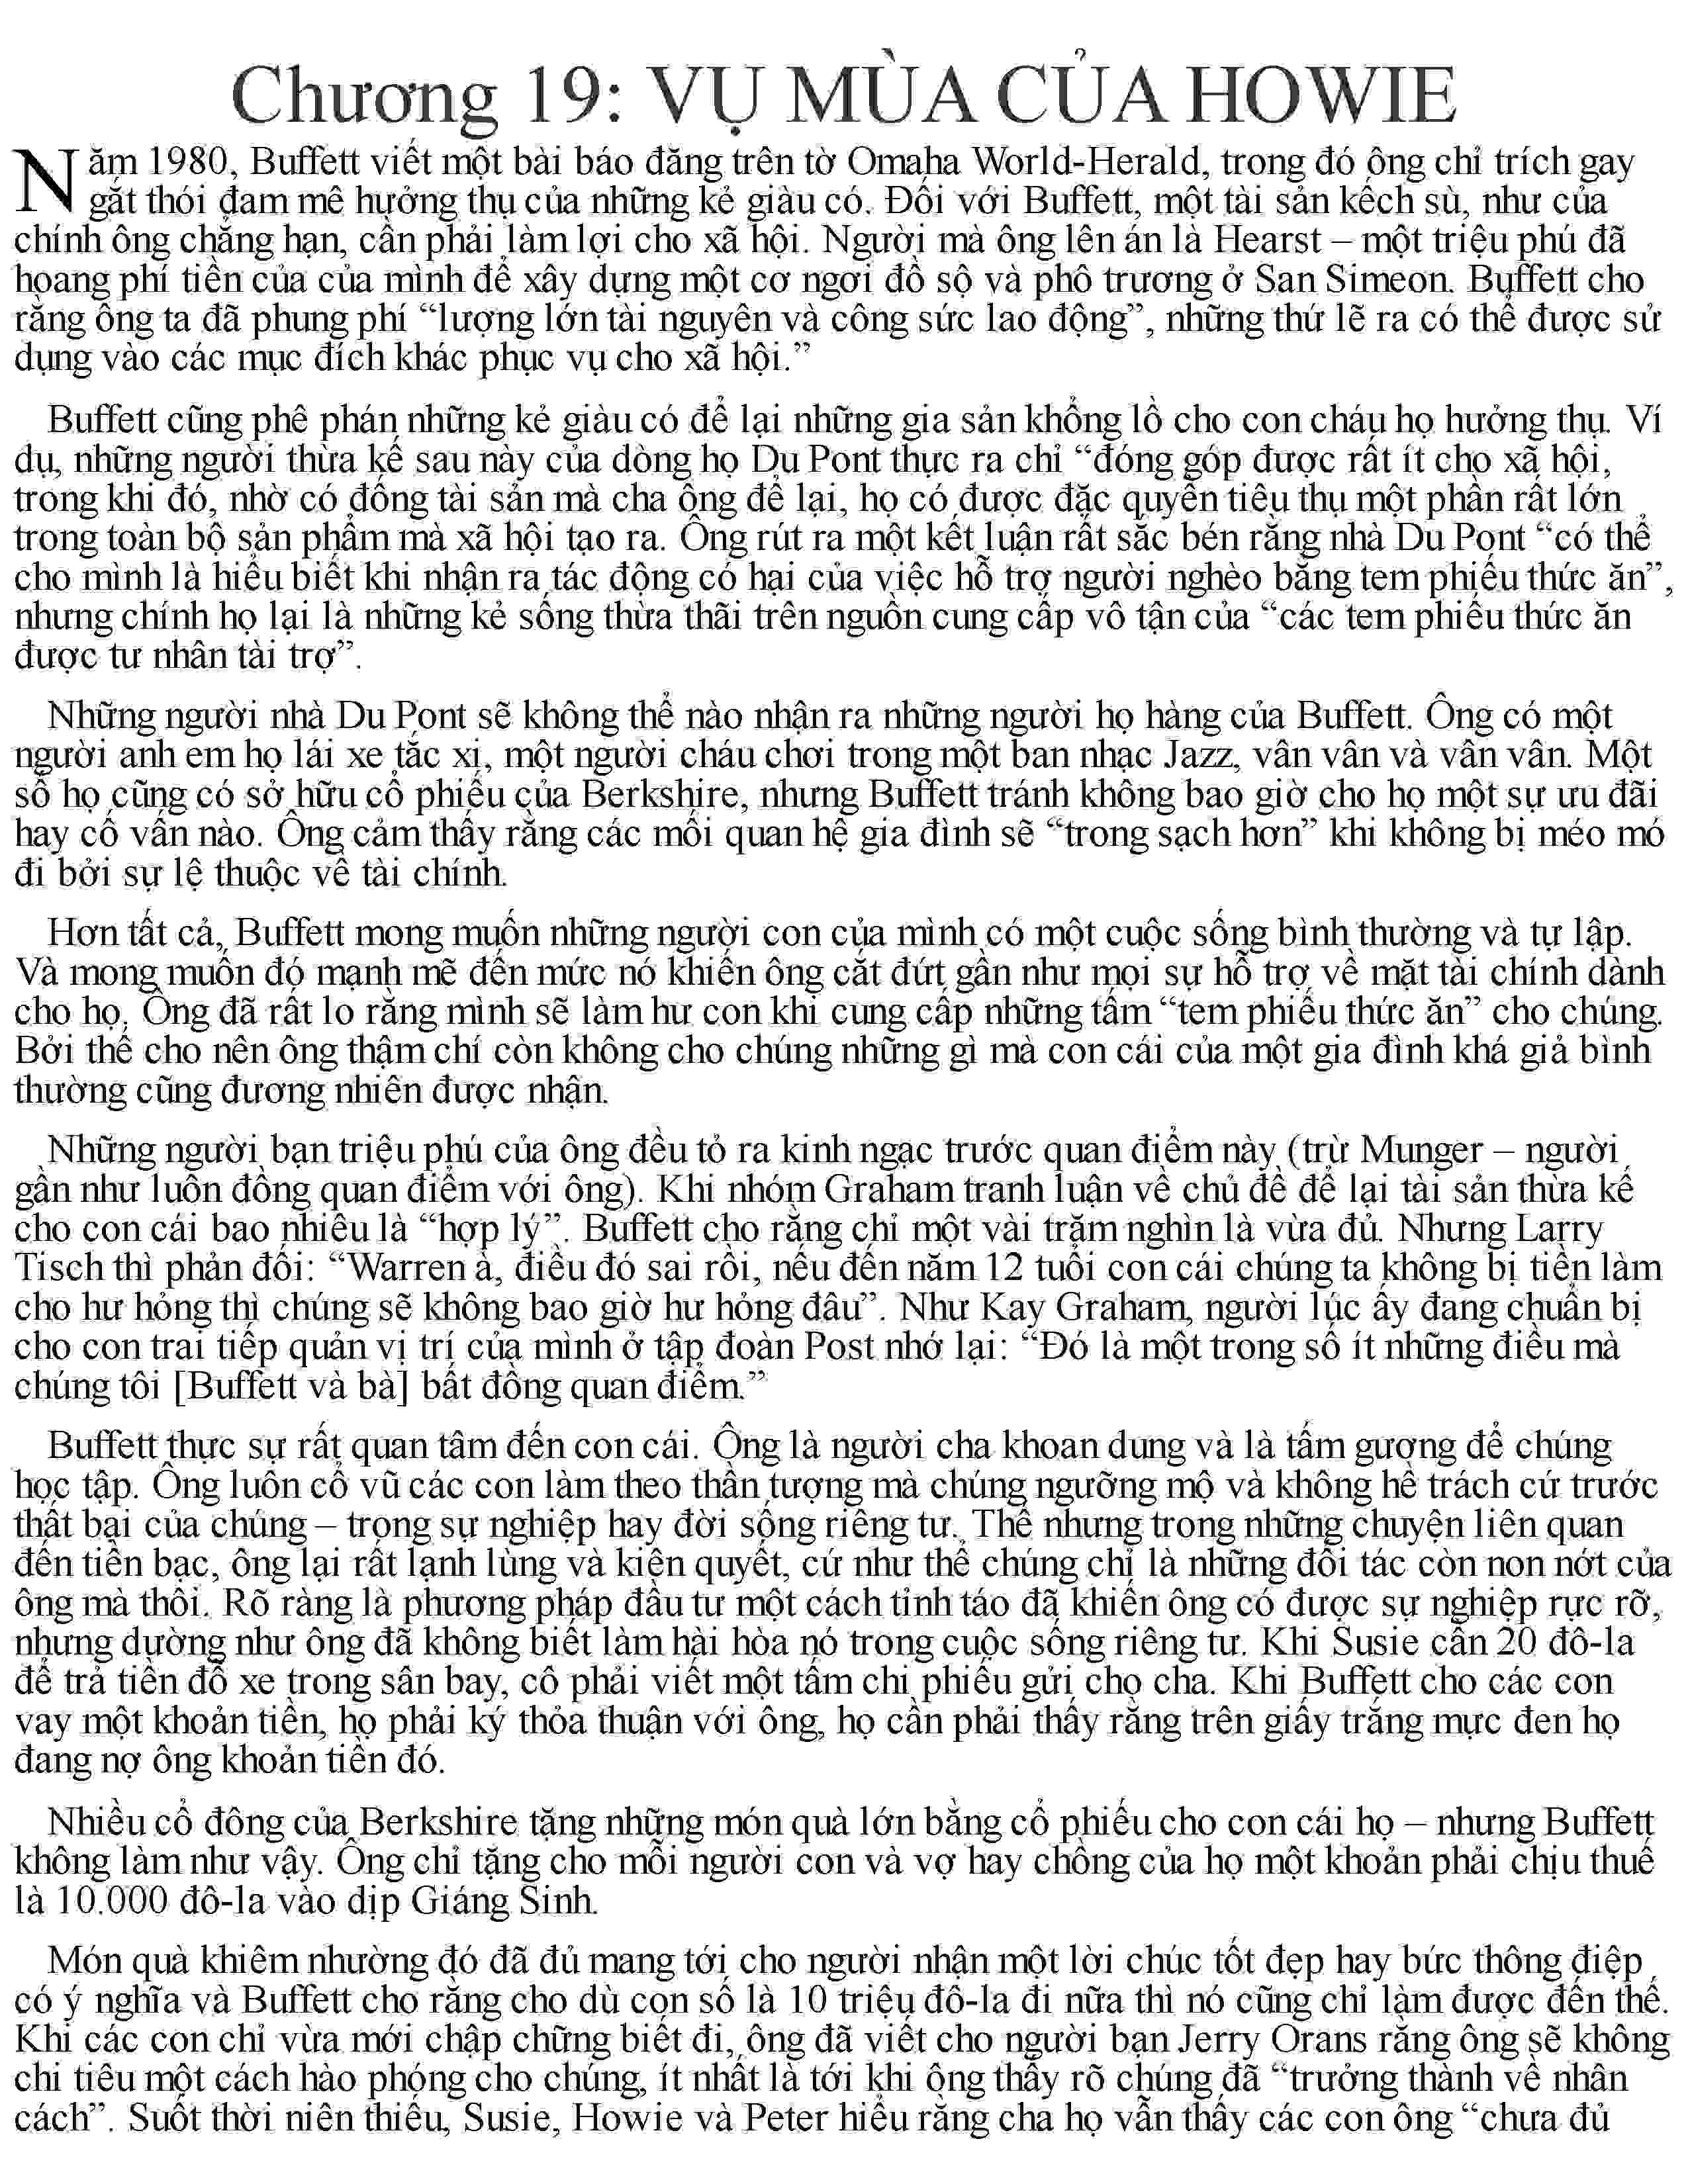 Chương 19: VỤ MÙA CỦA HOWIE
Năm 1980, Buffett viết một bài báo đăng trên tờ Omaha World-Herald, trong đó ông chỉ trích gay
gắt thói đam mê hưởng thụ của những kẻ giàu có. Đối với Buffett, một tài sản kếch sù, như của
chính ông chẳng hạn, cần phải làm lợi cho xã hội. Người mà ông lên án là Hearst – một triệu phú đã
hoang phí tiền của của mình để xây dựng một cơ ngơi đồ sộ và phô trương ở San Simeon. Buffett cho
rằng ông ta đã phung phí “lượng lớn tài nguyên và công sức lao động”, những thứ lẽ ra có thể được sử
dụng vào các mục đích khác phục vụ cho xã hội.”
Buffett cũng phê phán những kẻ giàu có để lại những gia sản khổng lồ cho con cháu họ hưởng thụ. Ví
dụ, những người thừa kế sau này của dòng họ Du Pont thực ra chỉ “đóng góp được rất ít cho xã hội,
trong khi đó, nhờ có đống tài sản mà cha ông để lại, họ có được đặc quyền tiêu thụ một phần rất lớn
trong toàn bộ sản phẩm mà xã hội tạo ra. Ông rút ra một kết luận rất sắc bén rằng nhà Du Pont “có thể
cho mình là hiểu biết khi nhận ra tác động có hại của việc hỗ trợ người nghèo bằng tem phiếu thức ăn”,
nhưng chính họ lại là những kẻ sống thừa thãi trên nguồn cung cấp vô tận của “các tem phiếu thức ăn
được tư nhân tài trợ”.
Những người nhà Du Pont sẽ không thể nào nhận ra những người họ hàng của Buffett. Ông có một
người anh em họ lái xe tắc xi, một người cháu chơi trong một ban nhạc Jazz, vân vân và vân vân. Một
số họ cũng có sở hữu cổ phiếu của Berkshire, nhưng Buffett tránh không bao giờ cho họ một sự ưu đãi
hay cố vấn nào. Ông cảm thấy rằng các mối quan hệ gia đình sẽ “trong sạch hơn” khi không bị méo mó
đi bởi sự lệ thuộc về tài chính.
Hơn tất cả, Buffett mong muốn những người con của mình có một cuộc sống bình thường và tự lập.
Và mong muốn đó mạnh mẽ đến mức nó khiến ông cắt đứt gần như mọi sự hỗ trợ về mặt tài chính dành
cho họ. Ông đã rất lo rằng mình sẽ làm hư con khi cung cấp những tấm “tem phiếu thức ăn” cho chúng.
Bởi thế cho nên ông thậm chí còn không cho chúng những gì mà con cái của một gia đình khá giả bình
thường cũng đương nhiên được nhận.
Những người bạn triệu phú của ông đều tỏ ra kinh ngạc trước quan điểm này (trừ Munger – người
gần như luôn đồng quan điểm với ông). Khi nhóm Graham tranh luận về chủ đề để lại tài sản thừa kế
cho con cái bao nhiêu là “hợp lý”. Buffett cho rằng chỉ một vài trăm nghìn là vừa đủ. Nhưng Larry
Tisch thì phản đối: “Warren à, điều đó sai rồi, nếu đến năm 12 tuổi con cái chúng ta không bị tiền làm
cho hư hỏng thì chúng sẽ không bao giờ hư hỏng đâu”. Như Kay Graham, người lúc ấy đang chuẩn bị
cho con trai tiếp quản vị trí của mình ở tập đoàn Post nhớ lại: “Đó là một trong số ít những điều mà
chúng tôi [Buffett và bà] bất đồng quan điểm.”
Buffett thực sự rất quan tâm đến con cái. Ông là người cha khoan dung và là tấm gương để chúng
học tập. Ông luôn cổ vũ các con làm theo thần tượng mà chúng ngưỡng mộ và không hề trách cứ trước
thất bại của chúng – trong sự nghiệp hay đời sống riêng tư. Thế nhưng trong những chuyện liên quan
đến tiền bạc, ông lại rất lạnh lùng và kiện quyết, cứ như thể chúng chỉ là những đối tác còn non nớt của
ông mà thôi. Rõ ràng là phương pháp đầu tư một cách tỉnh táo đã khiến ông có được sự nghiệp rực rỡ,
nhưng dường như ông đã không biết làm hài hòa nó trong cuộc sống riêng tư. Khi Susie cần 20 đô-la
để trả tiền đỗ xe trong sân bay, cô phải viết một tấm chi phiếu gửi cho cha. Khi Buffett cho các con
vay một khoản tiền, họ phải ký thỏa thuận với ông, họ cần phải thấy rằng trên giấy trắng mực đen họ
đang nợ ông khoản tiền đó.
Nhiều cổ đông của Berkshire tặng những món quà lớn bằng cổ phiếu cho con cái họ – nhưng Buffett
không làm như vậy. Ông chỉ tặng cho mỗi người con và vợ hay chồng của họ một khoản phải chịu thuế
là 10.000 đô-la vào dịp Giáng Sinh.
Món quà khiêm nhường đó đã đủ mang tới cho người nhận một lời chúc tốt đẹp hay bức thông điệp
có ý nghĩa và Buffett cho rằng cho dù con số là 10 triệu đô-la đi nữa thì nó cũng chỉ làm được đến thế.
Khi các con chỉ vừa mới chập chững biết đi, ông đã viết cho người bạn Jerry Orans rằng ông sẽ không
chi tiêu một cách hào phóng cho chúng, ít nhất là tới khi ông thấy rõ chúng đã “trưởng thành về nhân
cách”. Suốt thời niên thiếu, Susie, Howie và Peter hiểu rằng cha họ vẫn thấy các con ông “chưa đủ